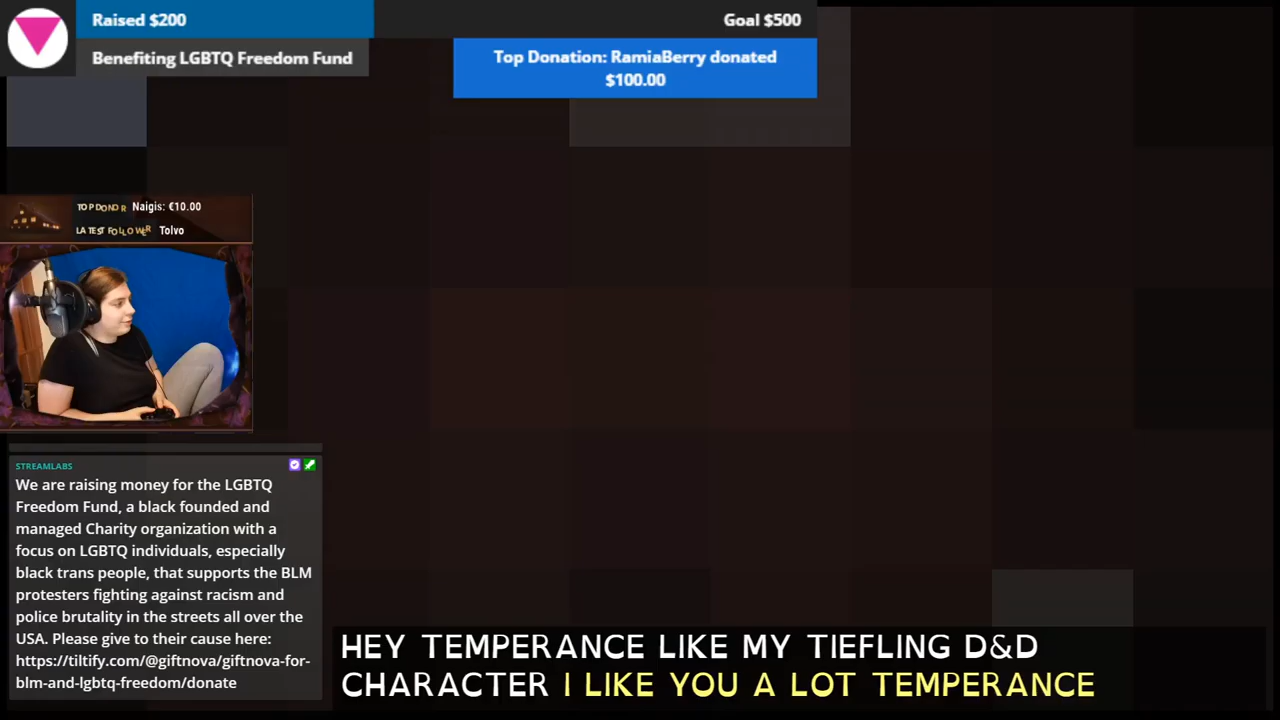 Raised $200
Goal $500
Benefiting LGBTQ Freedom Fund
Top Donation: RamiaBerry donated
$100.00
TOP DONOR Naigis: €10.00
LATEST FOLLOWER Tolvo
STREAMLABS
We are raising money for the LGBTQ
Freedom Fund, a black founded and
managed Charity organization with a
focus on LGBTQ individuals, especially
black trans people, that supports the BLM
protesters fighting against racism and
police brutality in the streets all over the
USA. Please give to their cause here:
https://tiltify.com/@giftnova/giftnova-for-
blm-and-lgbtq-freedom/donate
HEY TEMPERANCE LIKE MY TIEFLING D&D
CHARACTER I LIKE YOU A LOT TEMPERANCE